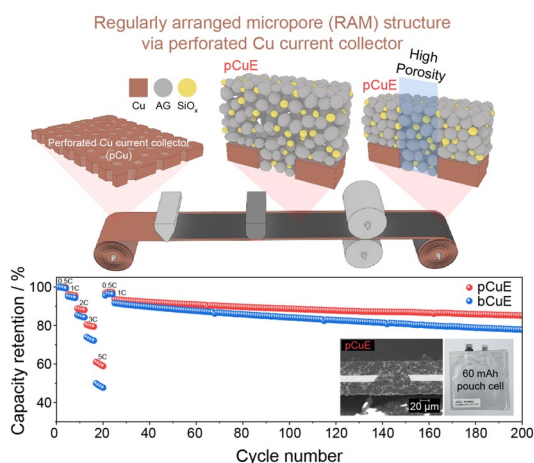 Regularly arranged micropore (RAM) structure
via perforated Cu current collector
pCuE
High
Porosity
pCuE
Cu AG SiOₓ
Perforated Cu current collector
(pCu)
Capacity retention / %
100
80
60
40
0.5C
1C
2C
3C
5C
0.5C
1C
pCuE
bCuE
pCuE
20 μm
60 mAh
pouch cell
0 20 40 60 80 100 120 140 160 180 200
Cycle number